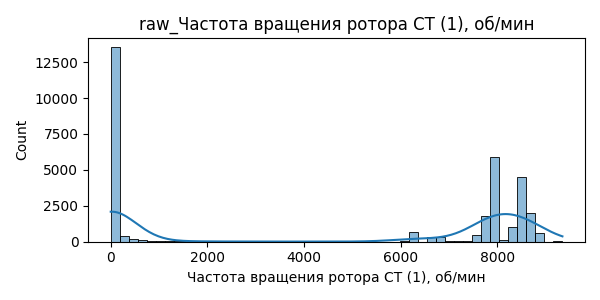 raw_Частота вращения ротора СТ (1), об/мин
Count
12500
10000
7500
5000
2500
0
0 2000 4000 6000 8000
Частота вращения ротора СТ (1), об/мин